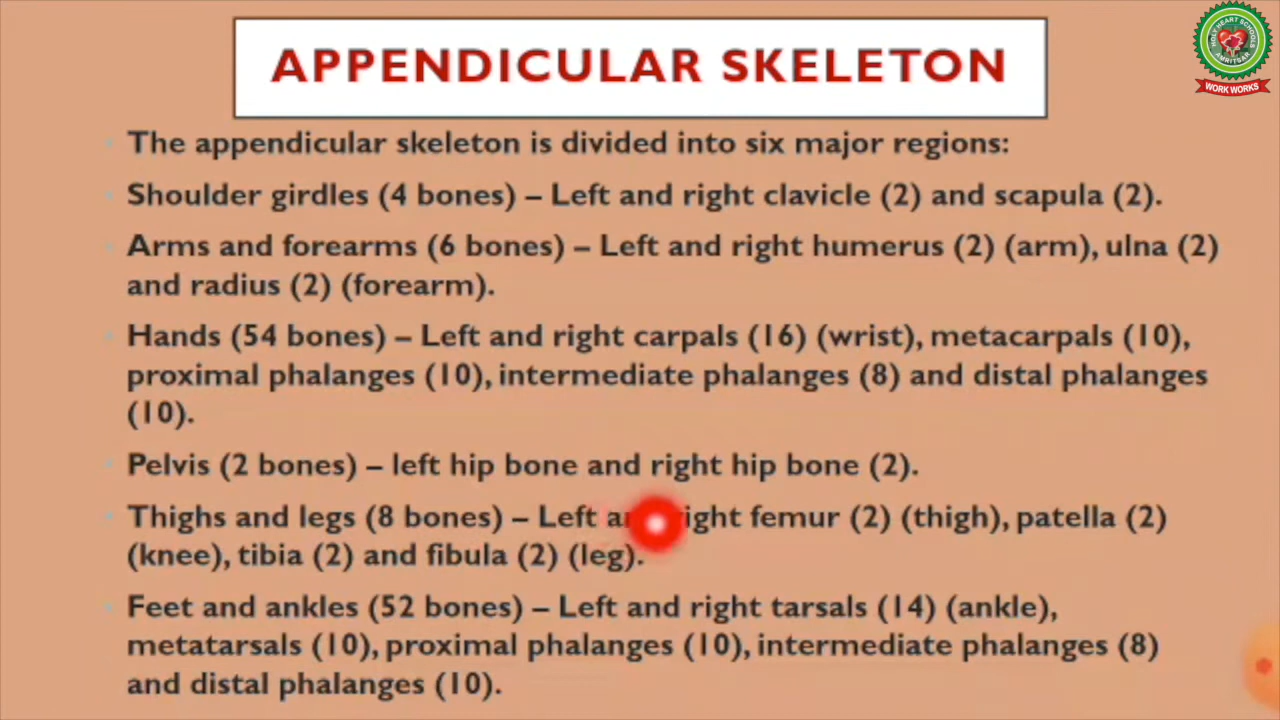 APPENDICULAR SKELETON
HOLY HEART SCHOOLS
AMRITSAR
WORK WORKS
The appendicular skeleton is divided into six major regions:
Shoulder girdles (4 bones) – Left and right clavicle (2) and scapula (2).
Arms and forearms (6 bones) – Left and right humerus (2) (arm), ulna (2)
and radius (2) (forearm).
Hands (54 bones) – Left and right carpals (16) (wrist), metacarpals (10),
proximal phalanges (10), intermediate phalanges (8) and distal phalanges
(10).
Pelvis (2 bones) – left hip bone and right hip bone (2).
Thighs and legs (8 bones) – Left and right femur (2) (thigh), patella (2)
(knee), tibia (2) and fibula (2) (leg).
Feet and ankles (52 bones) – Left and right tarsals (14) (ankle),
metatarsals (10), proximal phalanges (10), intermediate phalanges (8)
and distal phalanges (10).